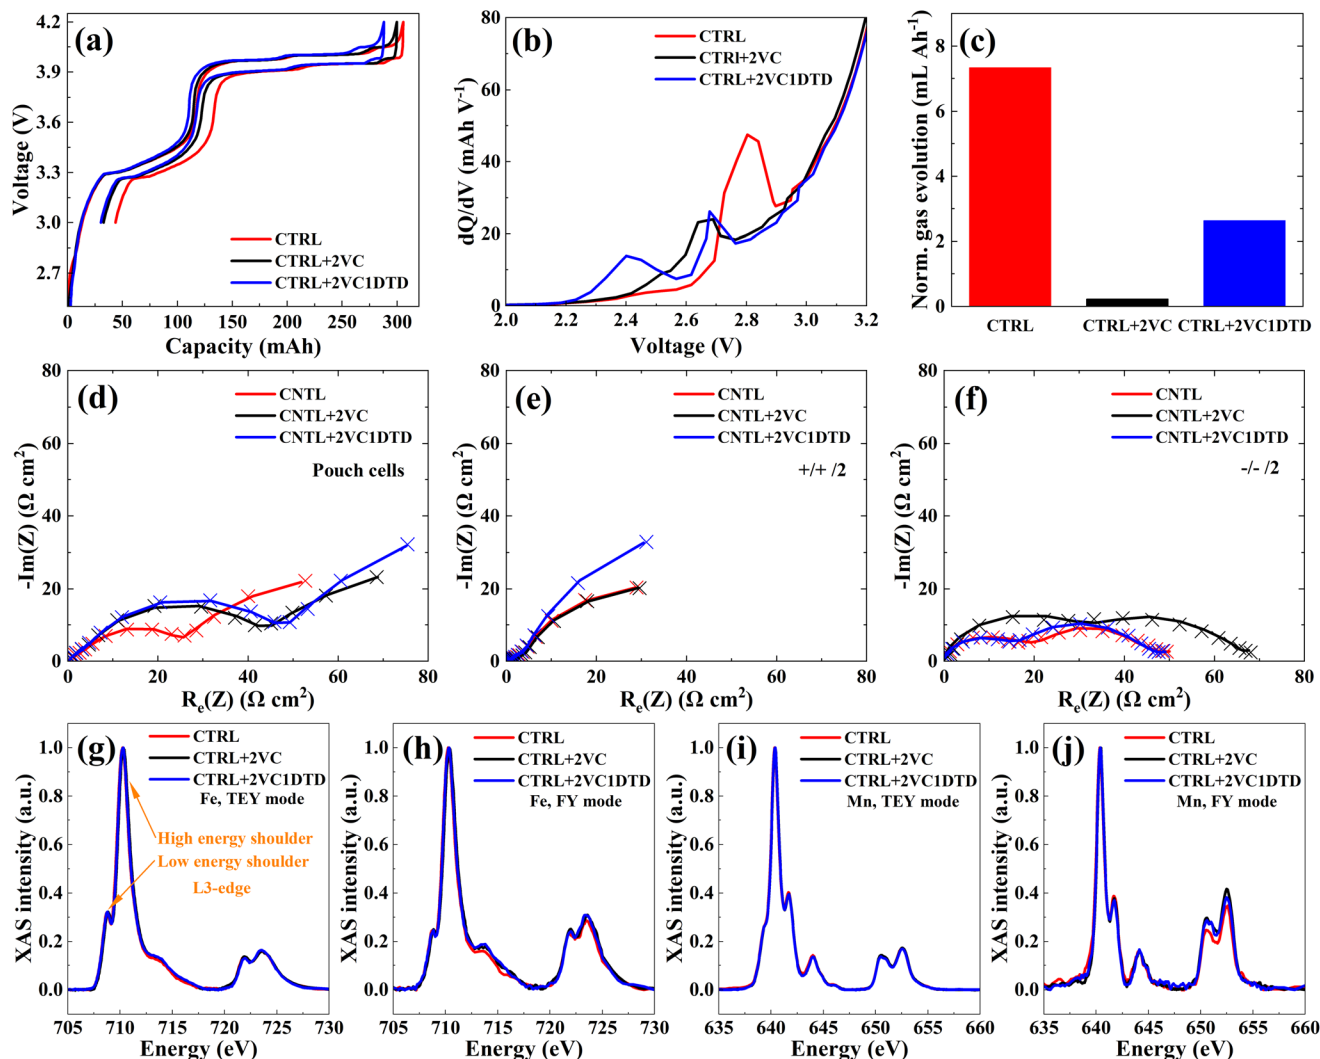 (a)
4.2
3.9
3.6
3.3
3.0
2.7
Voltage (V)
CTRL
CTRL+2VC
CTRL+2VC1DTD
0 50 100 150 200 250 300
Capacity (mAh)
(b)
80
60
40
20
0
dQ/dV (mAh V-1)
CTRL
CTRl+2VC
CTRL+2VC1DTD
2.0 2.2 2.4 2.6 2.8 3.0 3.2
Voltage (V)
(c)
8
6
4
2
0
Norm. gas evolution (mL Ah-1)
CTRL CTRL+2VC CTRL+2VC1DTD
(d)
80
60
40
20
0
-Im(Z) (Ω cm2)
CNTL
CNTL+2VC
CNTL+2VC1DTD
Pouch cells
0 20 40 60 80
Re(Z) (Ω cm2)
(e)
80
60
40
20
0
-Im(Z) (Ω cm2)
CNTL
CNTL+2VC
CNTL+2VC1DTD
+/+ /2
0 20 40 60 80
Re(Z) (Ω cm2)
(f)
80
60
40
20
0
-Im(Z) (Ω cm2)
CNTL
CNTL+2VC
CNTL+2VC1DTD
-/- /2
0 20 40 60 80
Re(Z) (Ω cm2)
(g)
1.0
0.8
0.6
0.4
0.2
0.0
XAS intensity (a.u.)
CTRL
CTRL+2VC
CTRL+2VC1DTD
Fe, TEY mode
High energy shoulder
Low energy shoulder
L3-edge
705 710 715 720 725 730
Energy (eV)
(h)
1.0
0.8
0.6
0.4
0.2
0.0
XAS intensity (a.u.)
CTRL
CTRL+2VC
CTRL+2VC1DTD
Fe, FY mode
705 710 715 720 725 730
Energy (eV)
(i)
1.0
0.8
0.6
0.4
0.2
0.0
XAS intensity (a.u.)
CTRL
CTRL+2VC
CTRL+2VC1DTD
Mn, TEY mode
635 640 645 650 655 660
Energy (eV)
(j)
1.0
0.8
0.6
0.4
0.2
0.0
XAS intensity (a.u.)
CTRL
CTRL+2VC
CTRL+2VC1DTD
Mn, FY mode
635 640 645 650 655 660
Energy (eV)